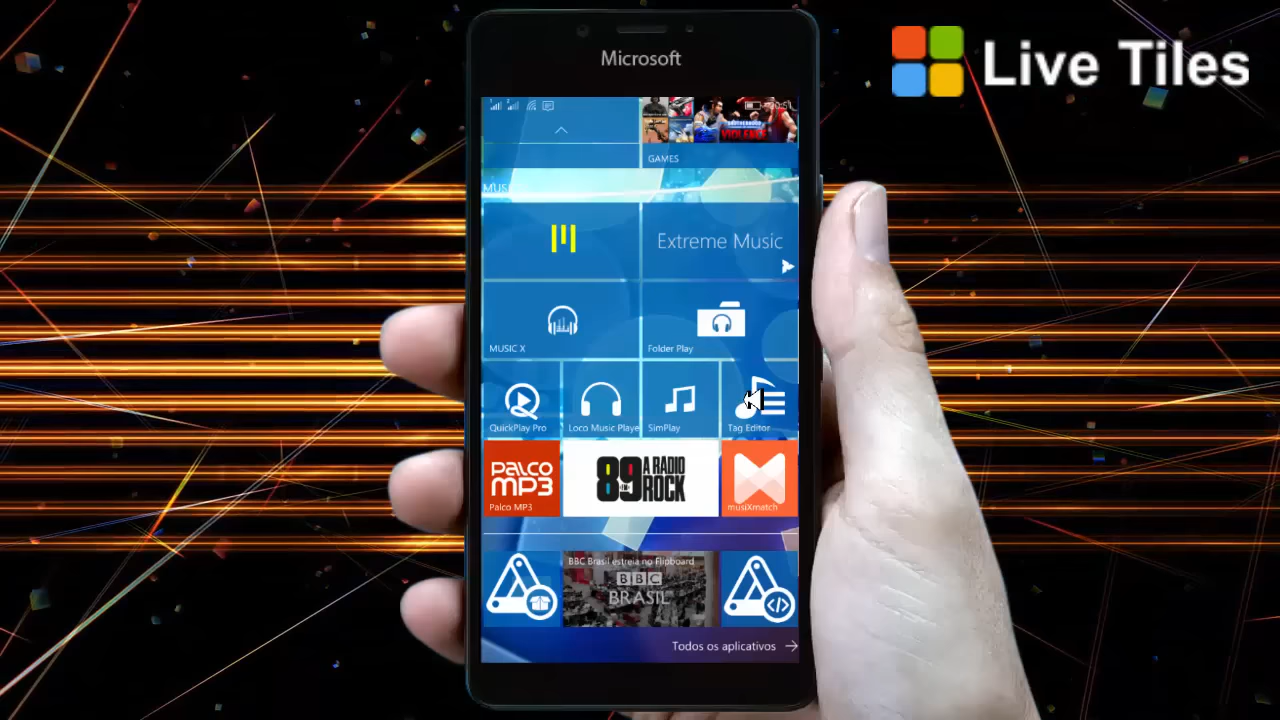 Live Tiles
Microsoft
GAMES
Extreme Music
MUSIC X
Folder Play
QuickPlay Pro
Loco Music Playe
SimPlay
Tag Editor
PALCO
MP3
Palco MP3
89 A RADIO
ROCK
musiXmatch
BBC Brasil estreia no Flipboard
BBC
BRASIL
Todos os aplicativos